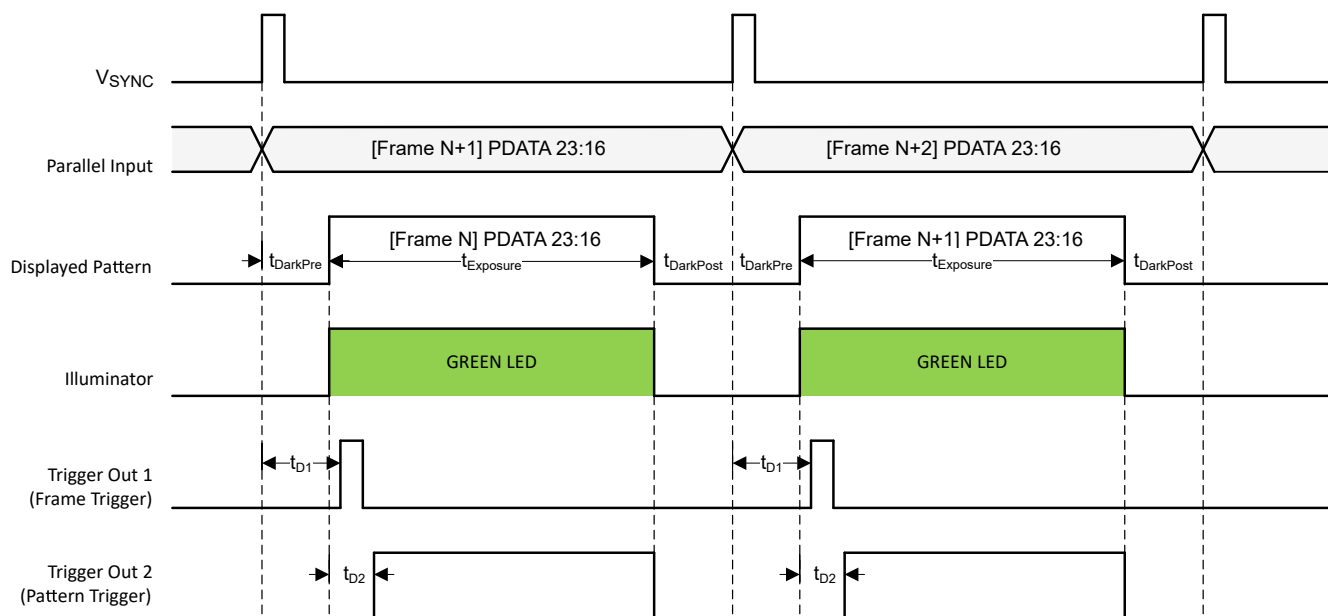 VSYNC
Parallel Input
[Frame N+1] PDATA 23:16
[Frame N+2] PDATA 23:16
Displayed Pattern
tDarkPre
[Frame N] PDATA 23:16
tExposure
tDarkPost
tDarkPre
[Frame N+1] PDATA 23:16
tExposure
tDarkPost
Illuminator
GREEN LED
GREEN LED
Trigger Out 1
(Frame Trigger)
tD1
tD1
Trigger Out 2
(Pattern Trigger)
tD2
tD2